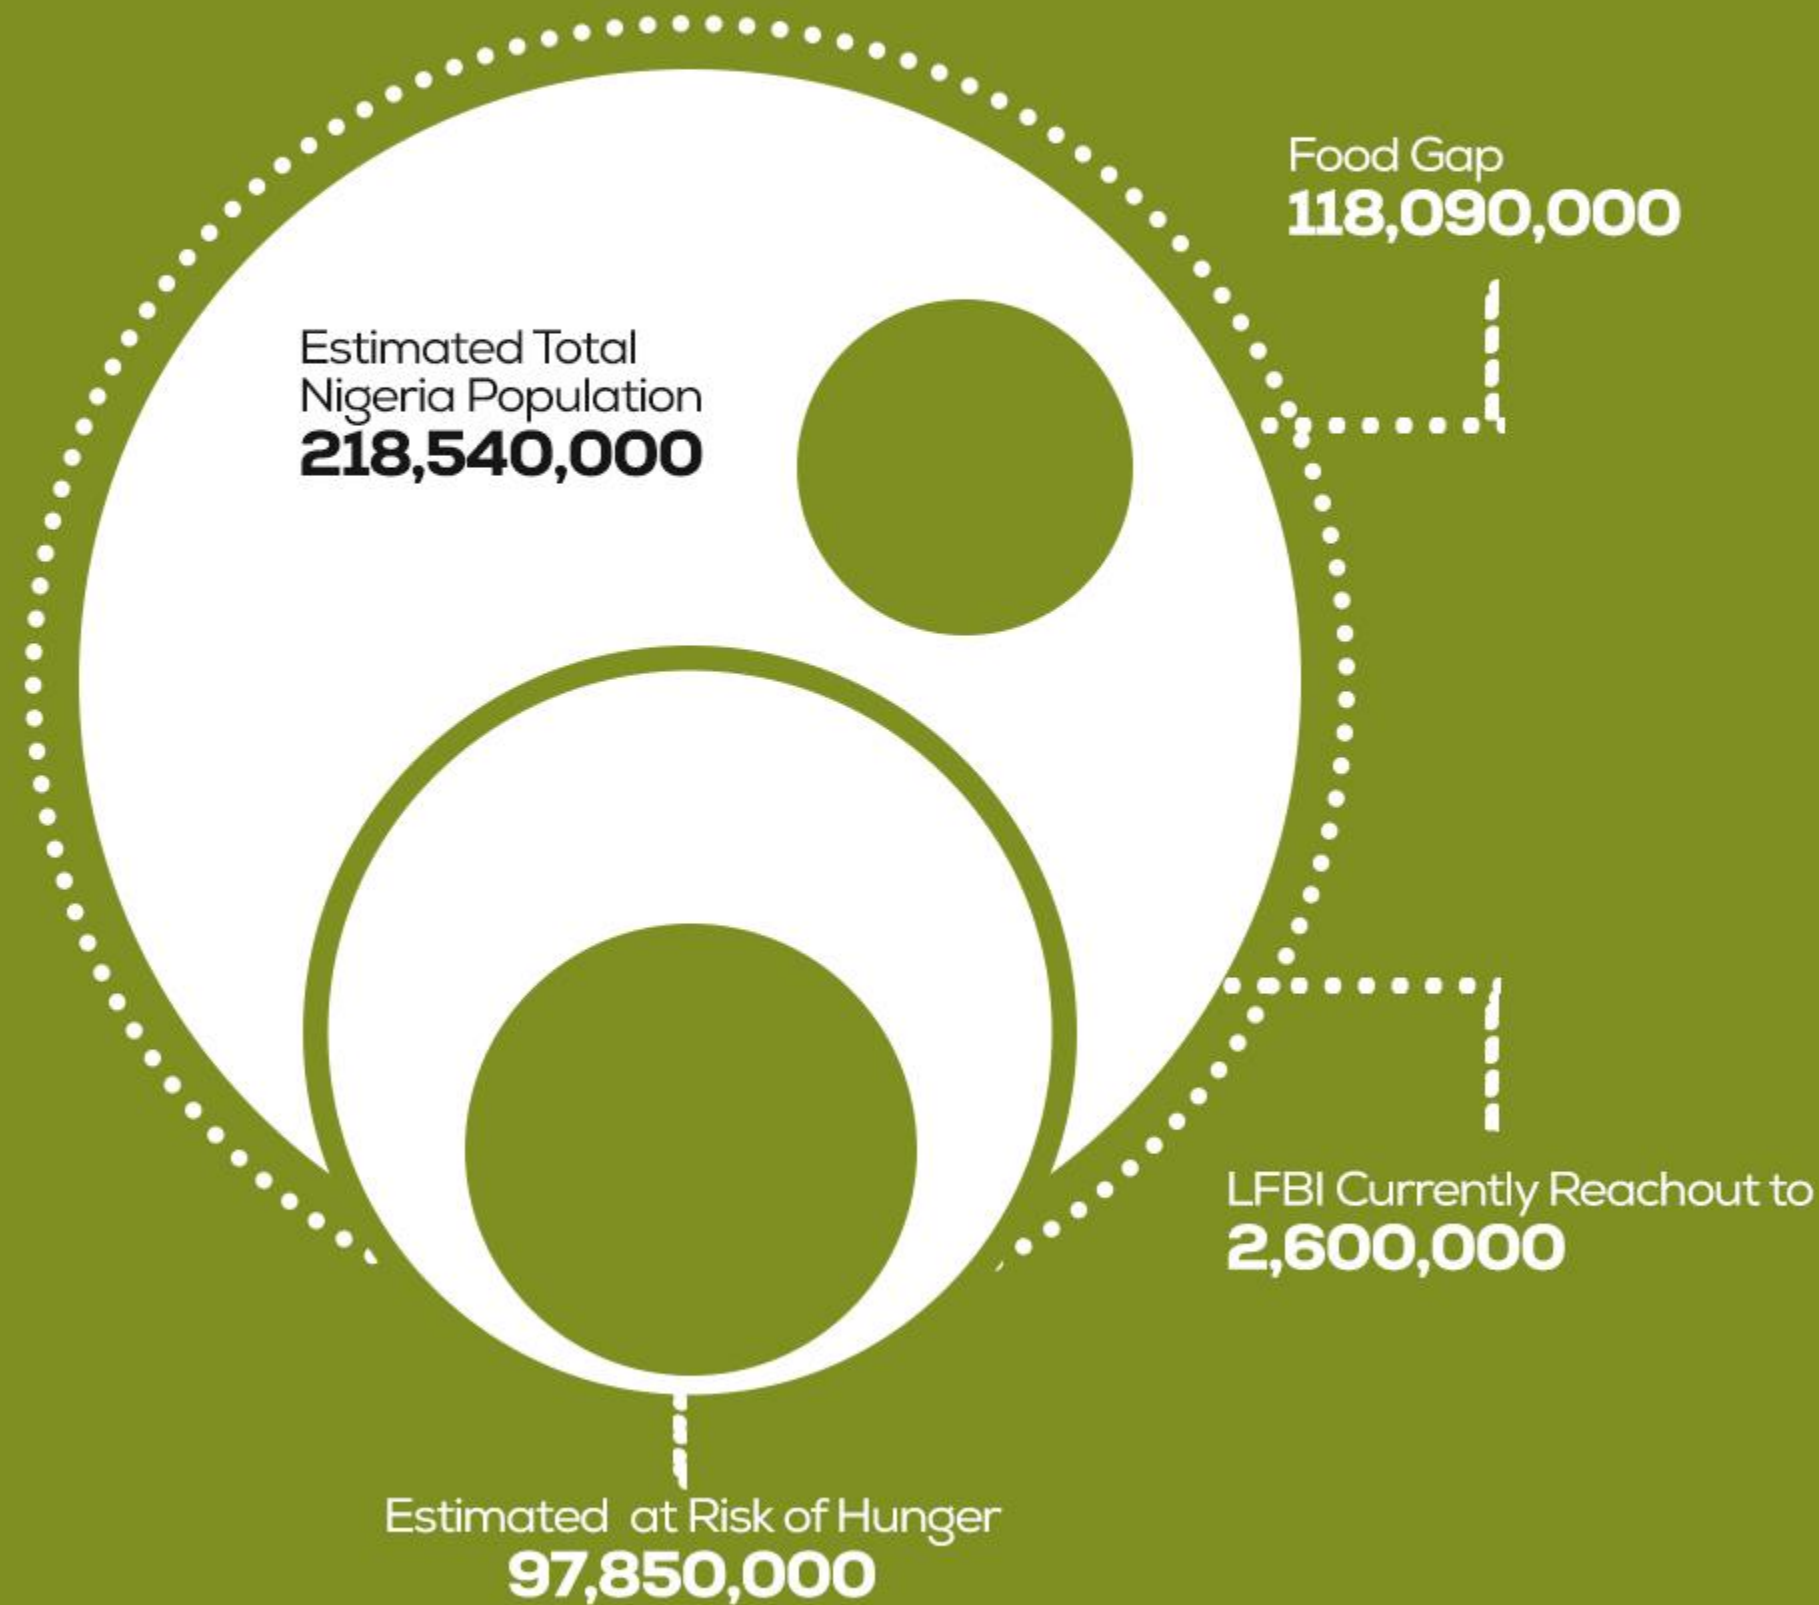 Food Gap
118,090,000
Estimated Total
Nigeria Population
218,540,000
LFBI Currently Reachout to
2,600,000
Estimated at Risk of Hunger
97,850,000